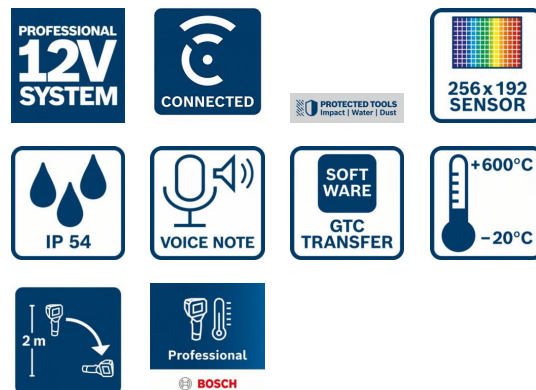 PROFESSIONAL
12V
SYSTEM
CONNECTED
PROTECTED TOOLS
Impact | Water | Dust
256 x 192
SENSOR
IP 54
VOICE NOTE
SOFT
WARE
GTC
TRANSFER
+600°C
–20°C
2 m
Professional
BOSCH